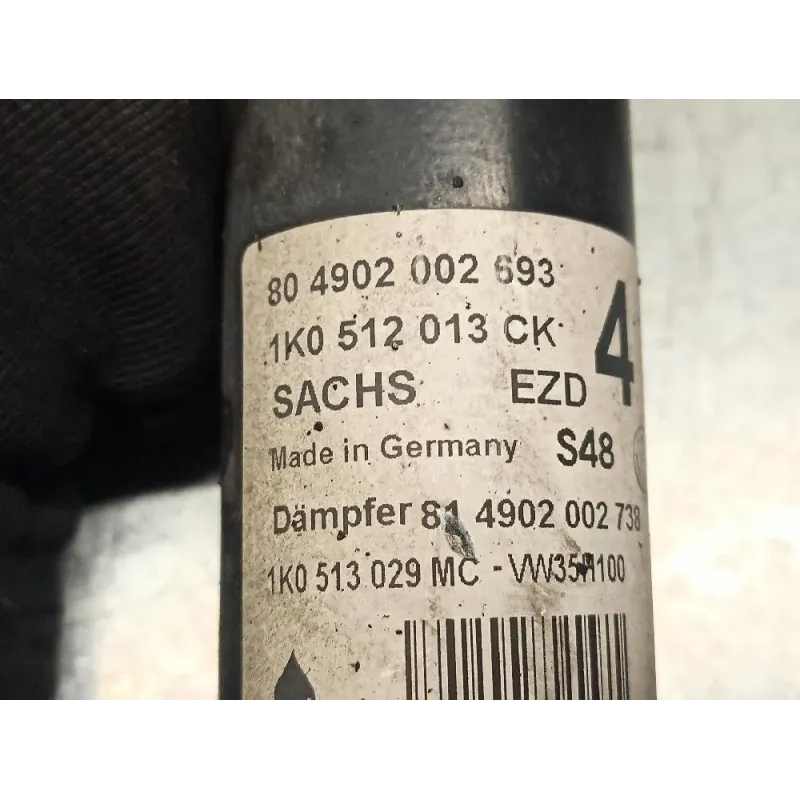 80 4902 002 693
1K0 512 013 CK 4
SACHS EZD
Made in Germany S48
Dämpfer 81 4902 002 738
1K0 513 029 MC - VW35A100